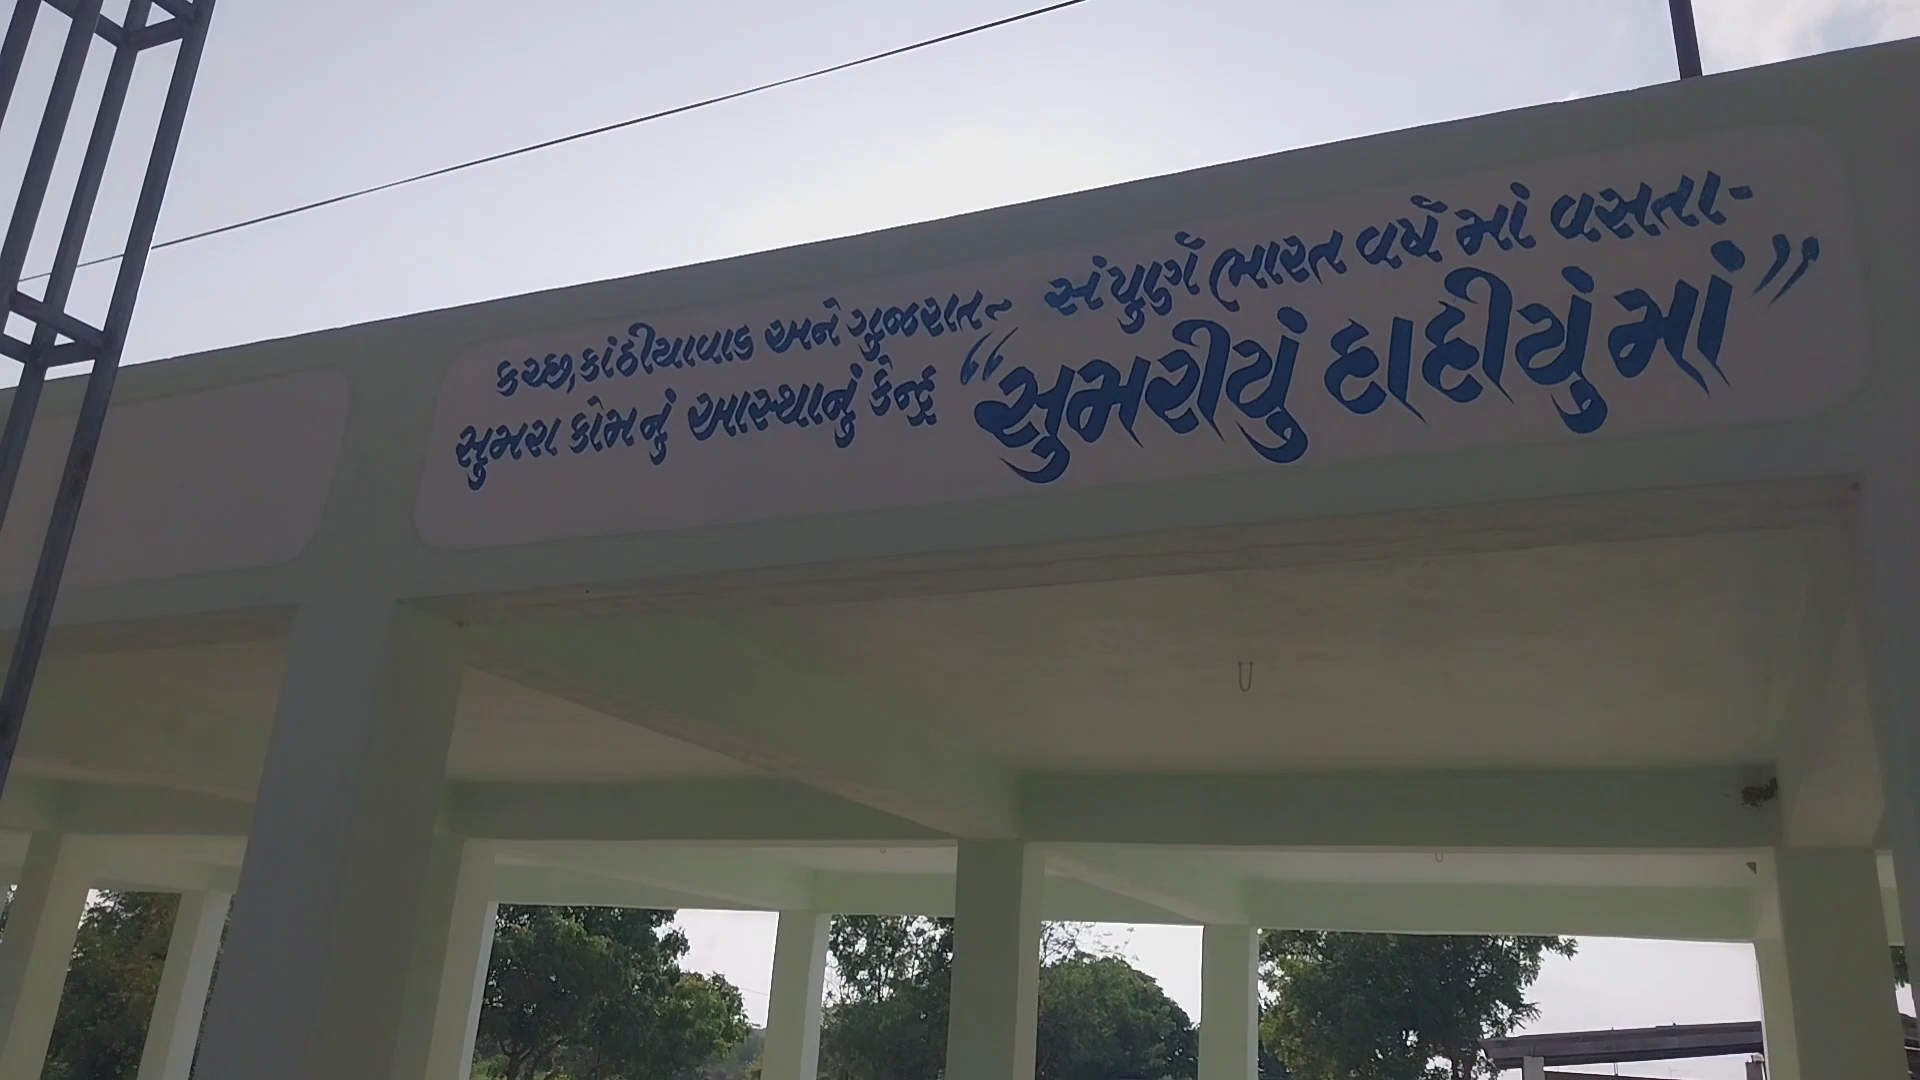 કચ્છ,કાંઠીયાવાડ અને ગુજરાત- સંપુર્ણ ભારત વર્ષ માં વસતા-
સુમરા કોમનું આસ્થાનું કેન્દ્ર "સુમરીયું દાદીયું માં"